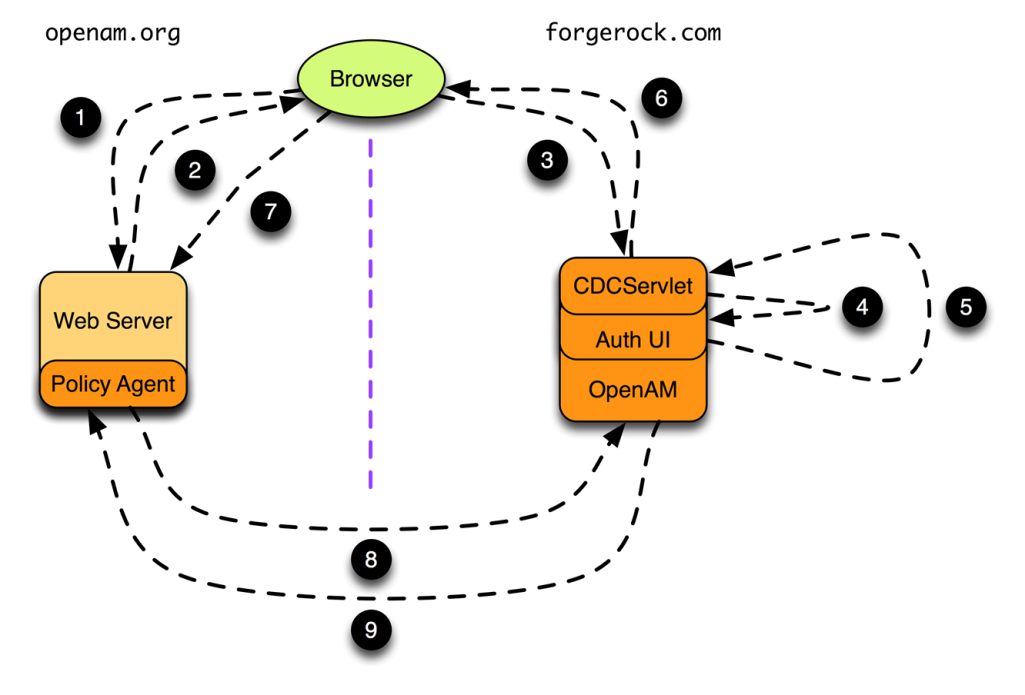 openam.org
forgerock.com
Browser
1
2
3
6
7
Web Server
Policy Agent
CDCServlet
Auth UI
OpenAM
4
5
8
9